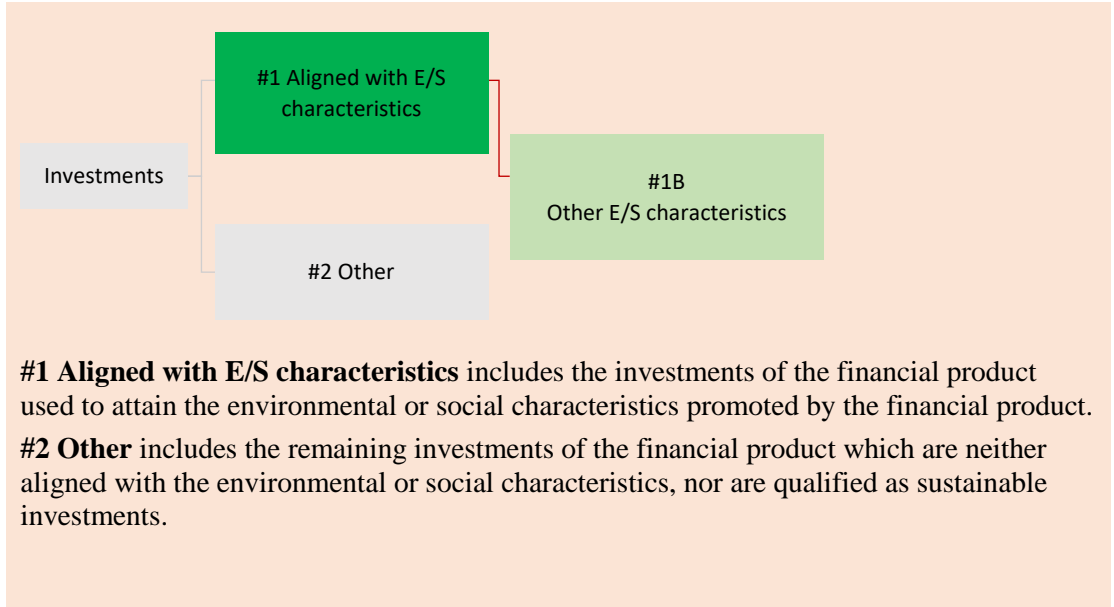 #1 Aligned with E/S
characteristics
Investments
#1B
Other E/S characteristics
#2 Other
#1 Aligned with E/S characteristics includes the investments of the financial product
used to attain the environmental or social characteristics promoted by the financial product.
#2 Other includes the remaining investments of the financial product which are neither
aligned with the environmental or social characteristics, nor are qualified as sustainable
investments.